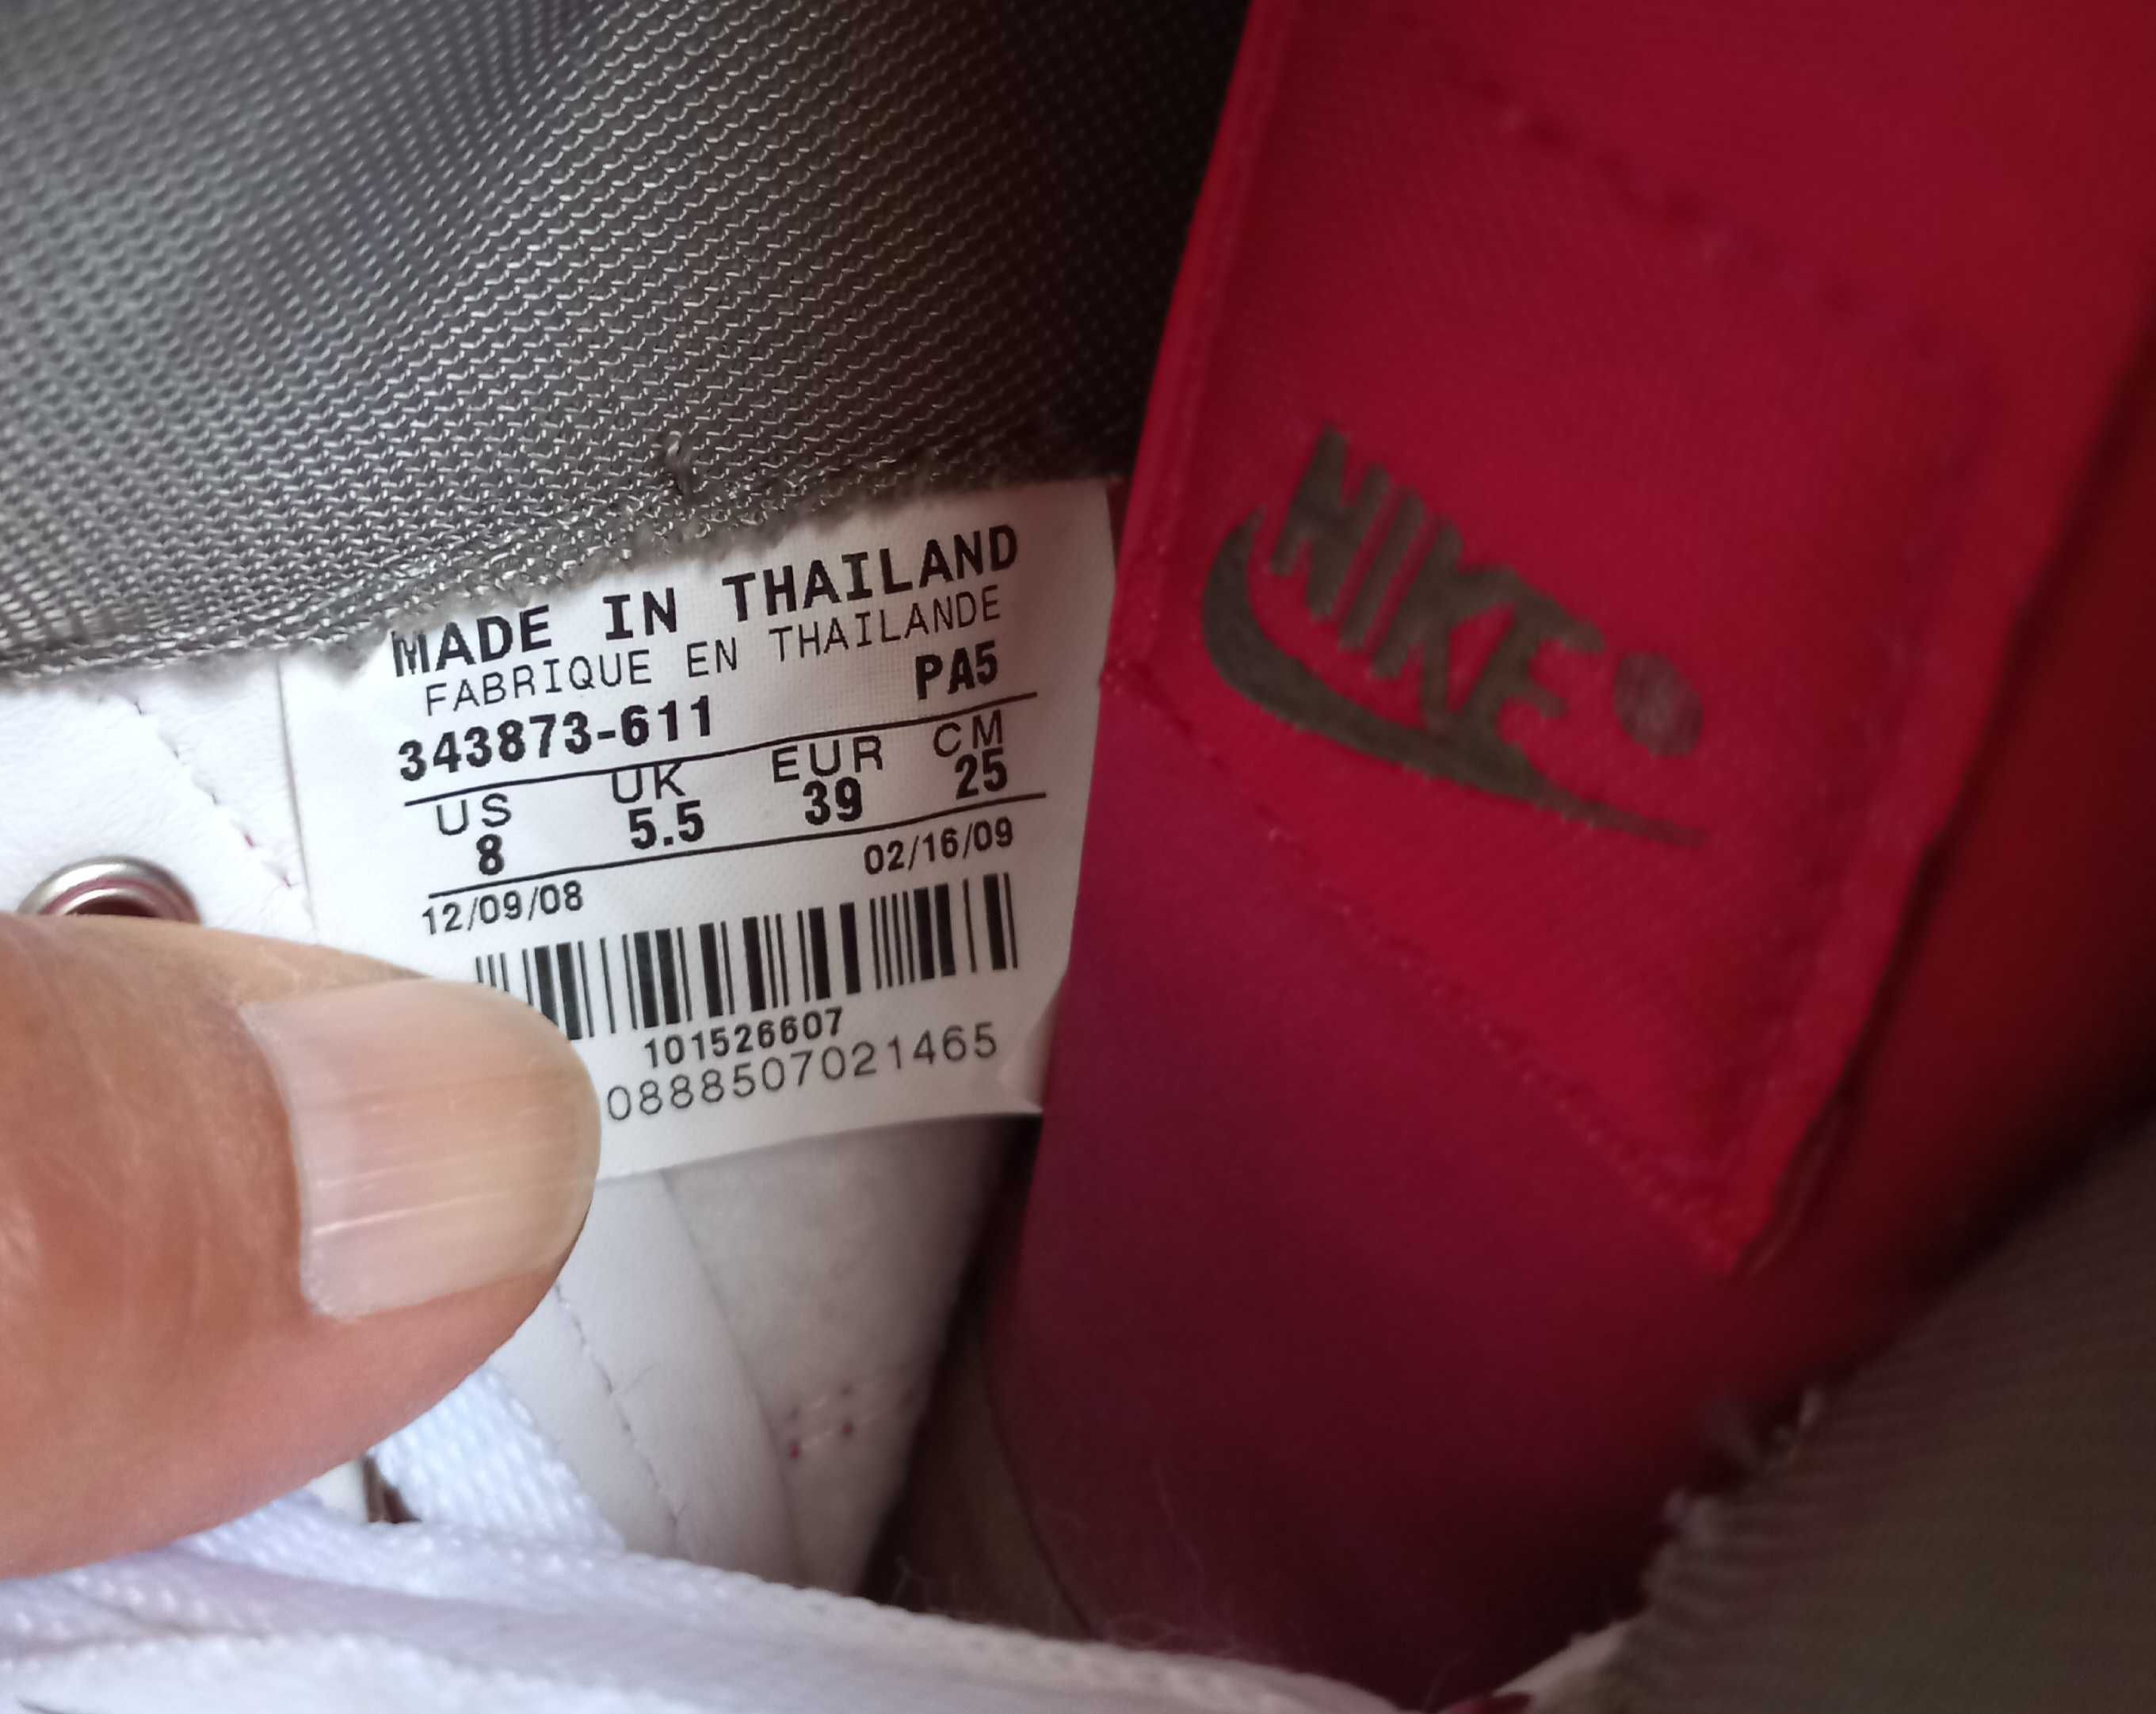 MADE IN THAILAND
FABRIQUE EN THAILANDE
343873-611 PA5
US UK EUR CM
8 5.5 39 25
12/09/08 02/16/09
101526607
0888507021465
NIKE®